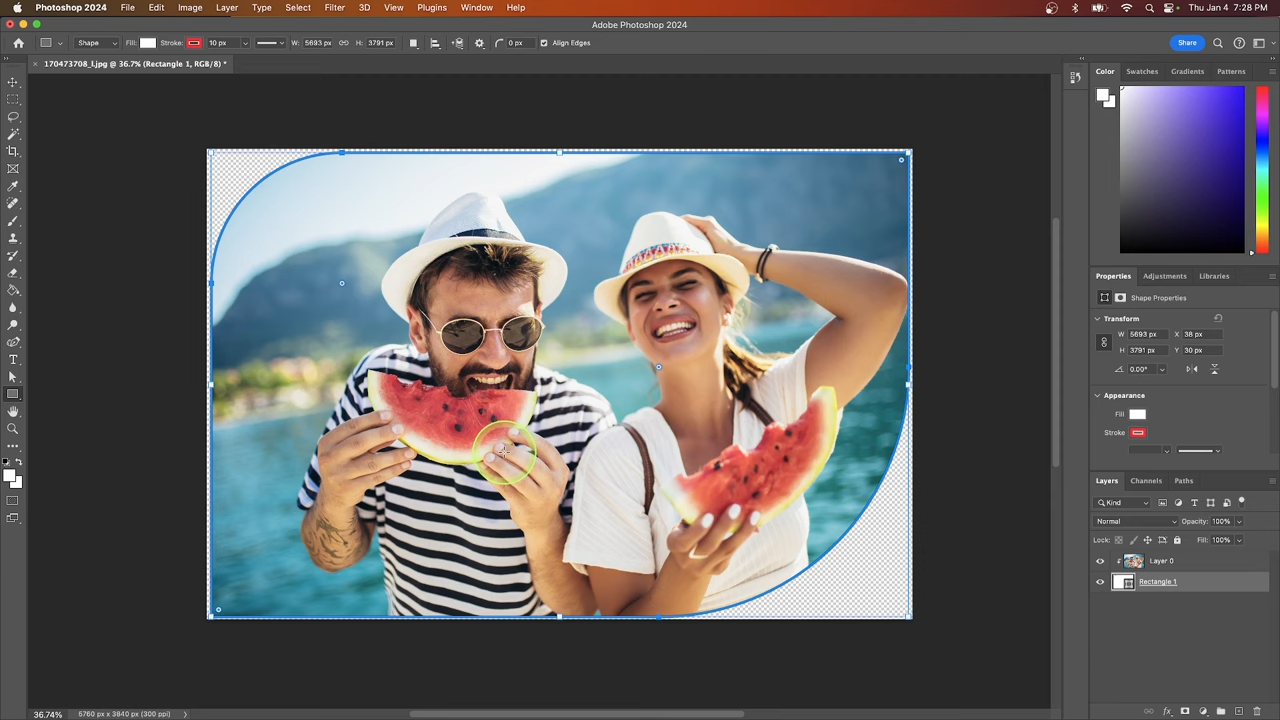 Photoshop 2024 File Edit Image Layer Type Select Filter 3D View Plugins Window Help Thu Jan 4 7:28 PM
Adobe Photoshop 2024
Shape Fill: Stroke: 10 px W: 5693 px H: 3791 px 0 px Align Edges Share
170473708_l.jpg @ 36.7% (Rectangle 1, RGB/8) *
Color Swatches Gradients Patterns
Properties Adjustments Libraries
Shape Properties
Transform
W 5693 px X 38 px
H 3791 px Y 30 px
0.00°
Appearance
Fill
Stroke
Layers Channels Paths
Kind
Normal Opacity: 100%
Lock: Fill: 100%
Layer 0
Rectangle 1
36.74% 5760 px x 3840 px (300 ppi)